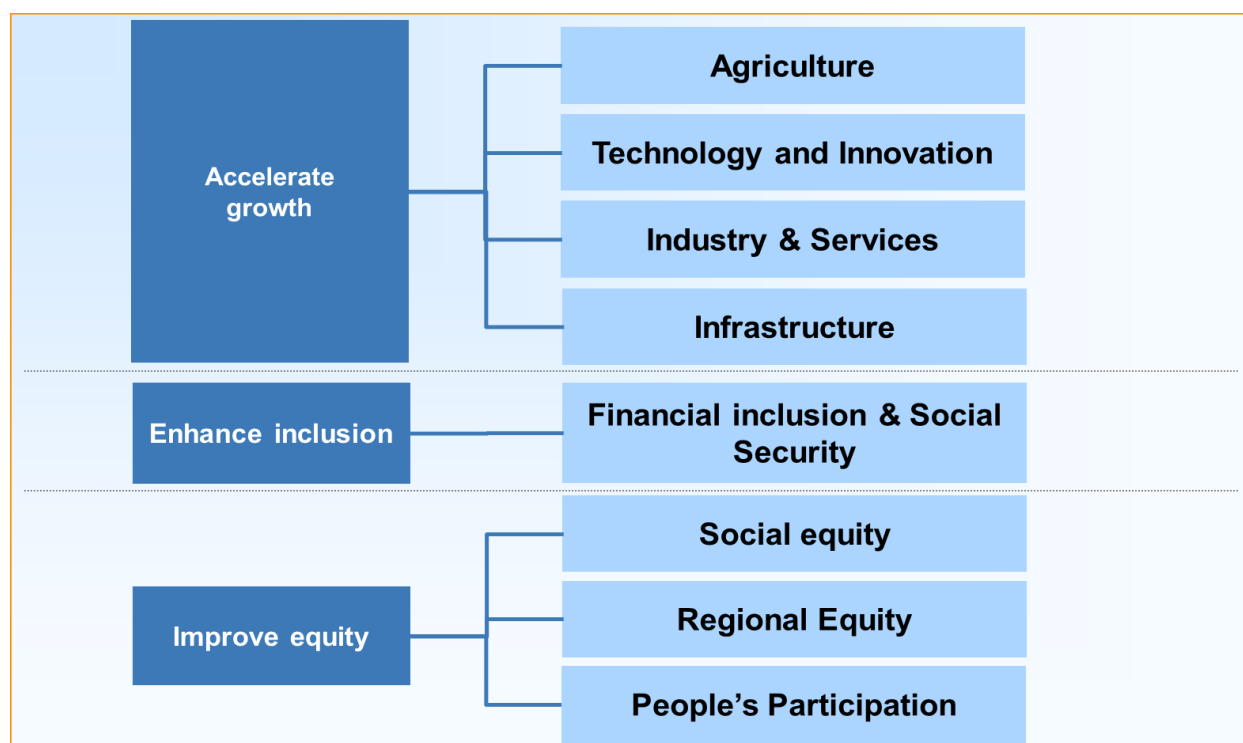 Agriculture
Technology and Innovation
Accelerate
growth
Industry & Services
Infrastructure
Enhance inclusion
Financial inclusion & Social
Security
Social equity
Improve equity
Regional Equity
People’s Participation